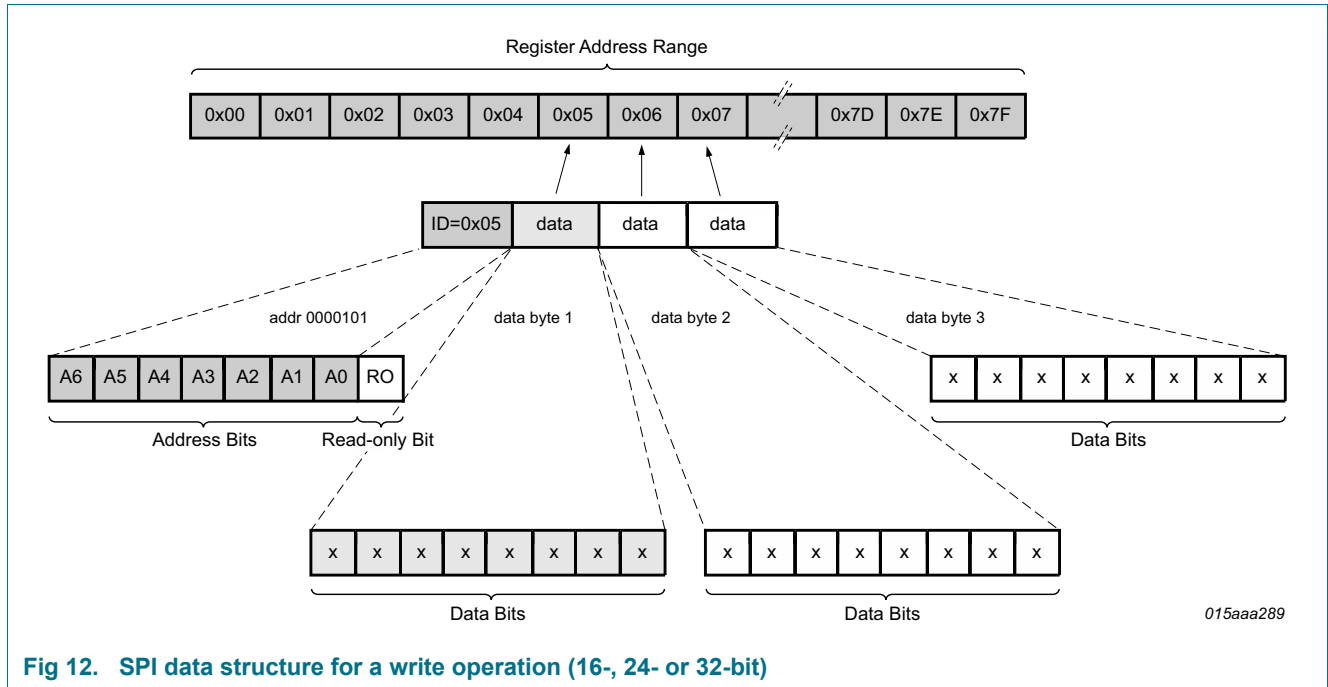 Register Address Range
0x00 0x01 0x02 0x03 0x04 0x05 0x06 0x07 0x7D 0x7E 0x7F
ID=0x05 data data data
addr 0000101 data byte 1 data byte 2 data byte 3
A6 A5 A4 A3 A2 A1 A0 RO x x x x x x x x
Address Bits Read-only Bit Data Bits
x x x x x x x x x x x x x x x x
Data Bits Data Bits
015aaa289
Fig 12. SPI data structure for a write operation (16-, 24- or 32-bit)